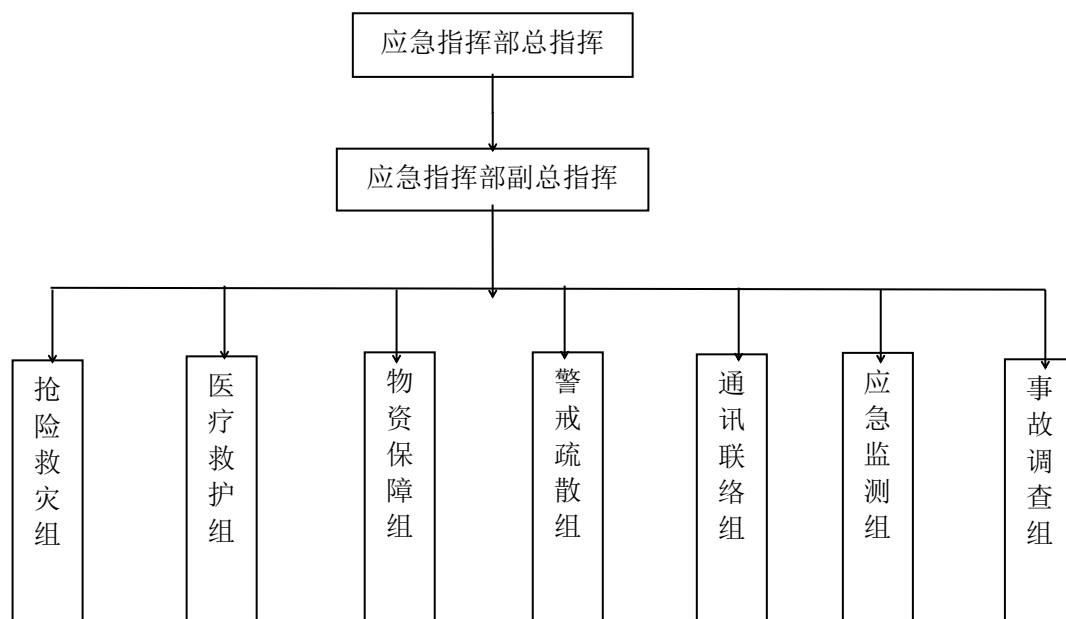 应急指挥部总指挥
应急指挥部副总指挥
抢险救灾组
医疗救护组
物资保障组
警戒疏散组
通讯联络组
应急监测组
事故调查组